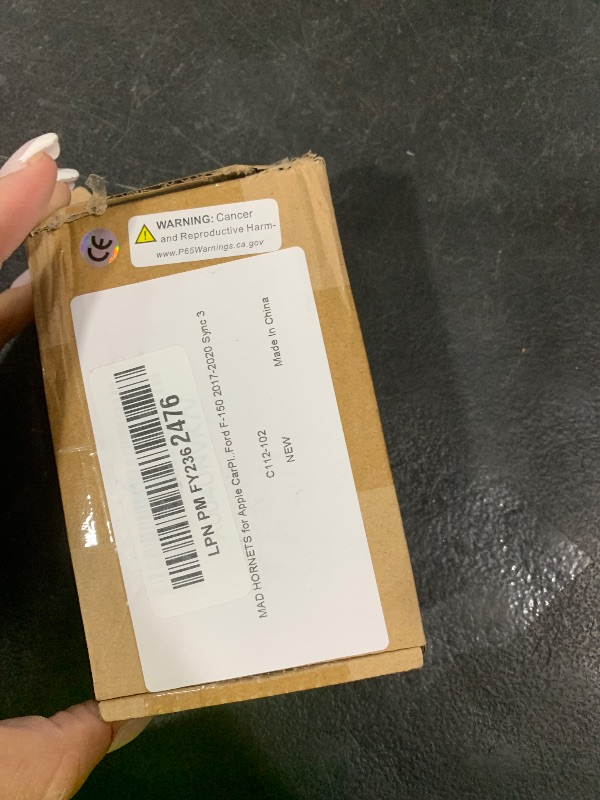 CE
WARNING: Cancer
and Reproductive Harm-
www.P65Warnings.ca.gov
LPN PM FY2362476
MAD HORNETS for Apple CarPl..Ford F-150 2017-2020 Sync 3
C112-102
Made In China
NEW